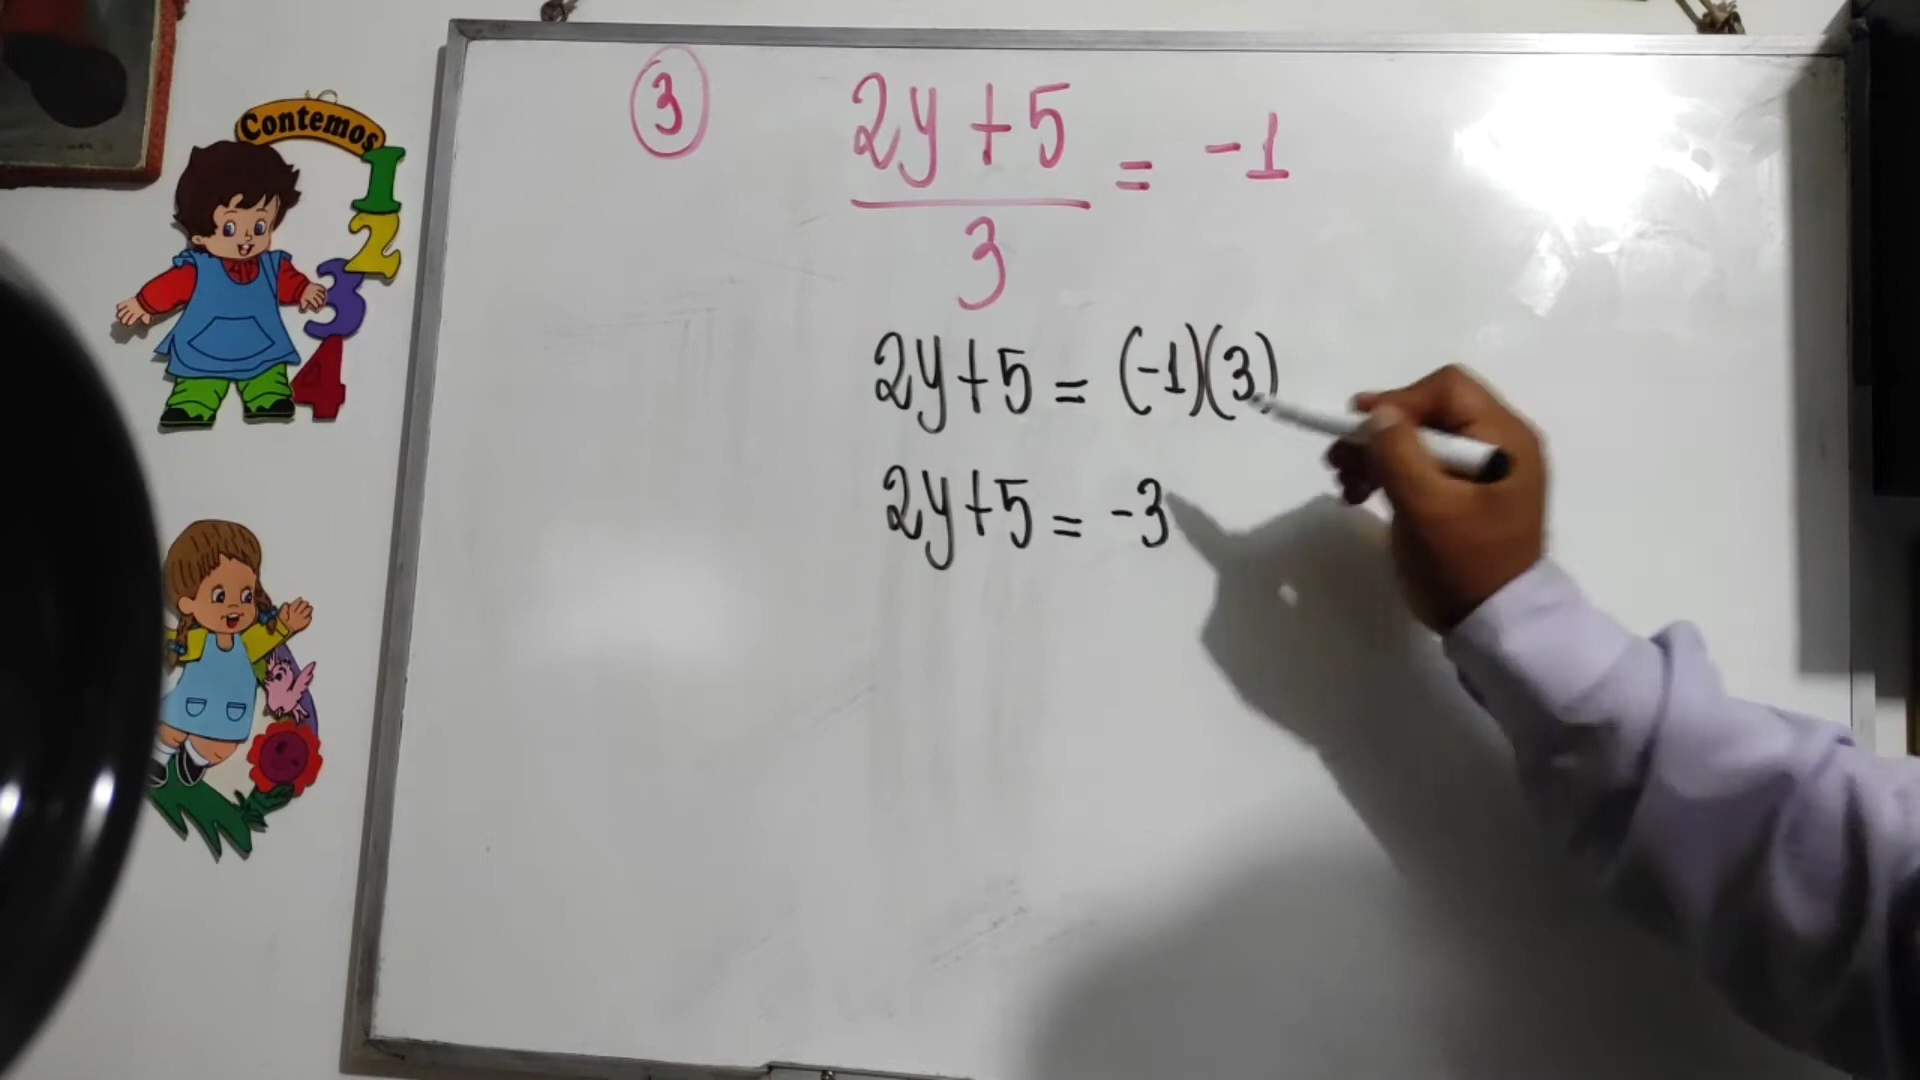 Contemos
1
2
3
4
③
2y+5
3
= -1
2y+5 = (-1)(3)
2y+5 = -3